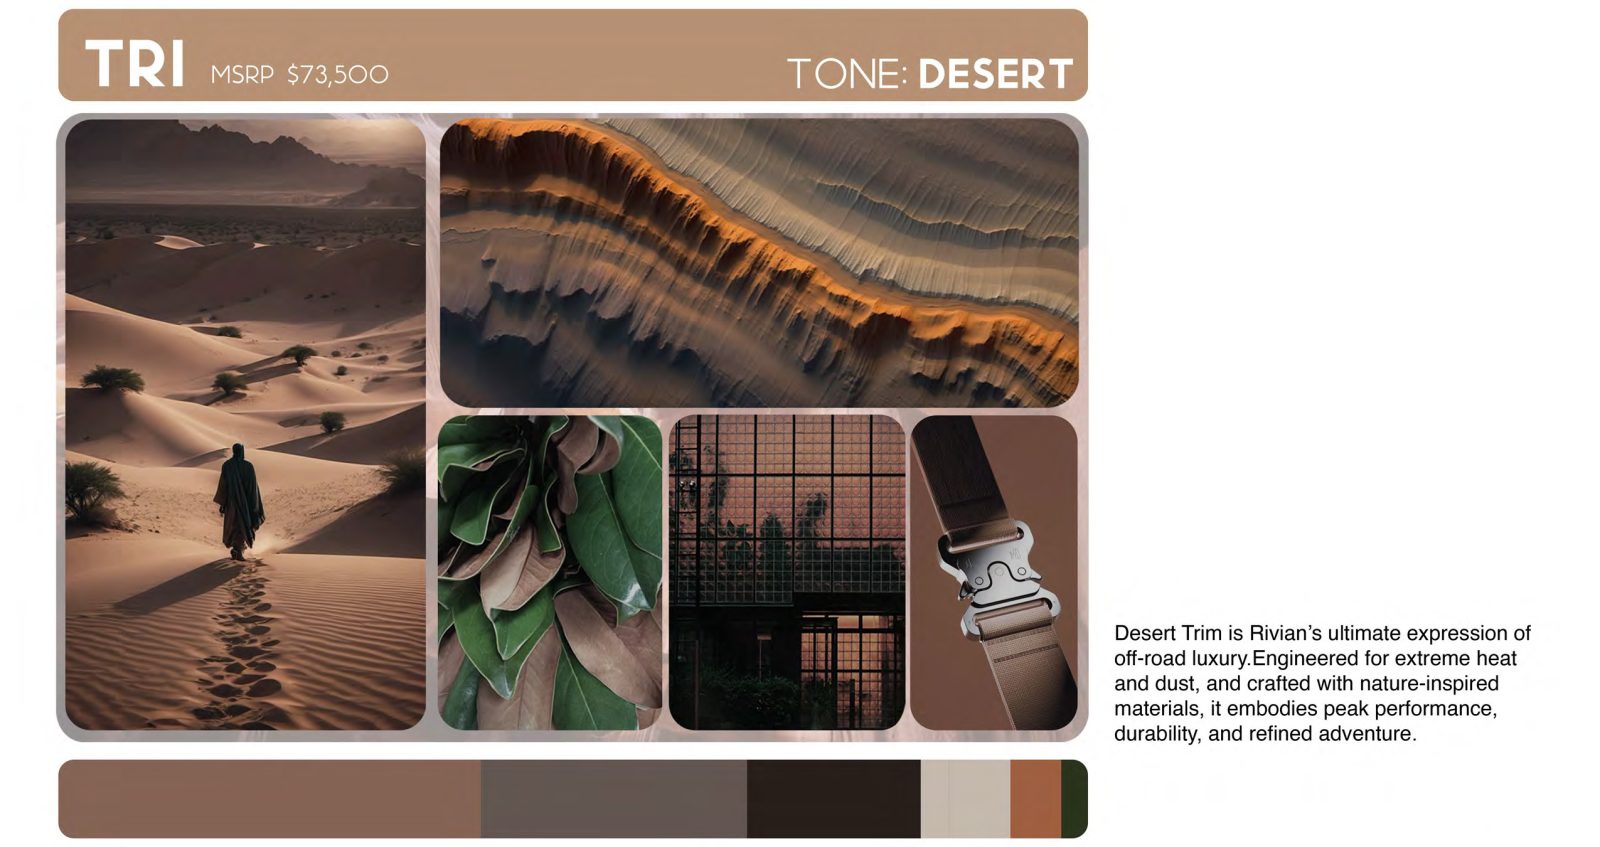 TRI MSRP $73,500 TONE: DESERT
Desert Trim is Rivian's ultimate expression of
off-road luxury.Engineered for extreme heat
and dust, and crafted with nature-inspired
materials, it embodies peak performance,
durability, and refined adventure.